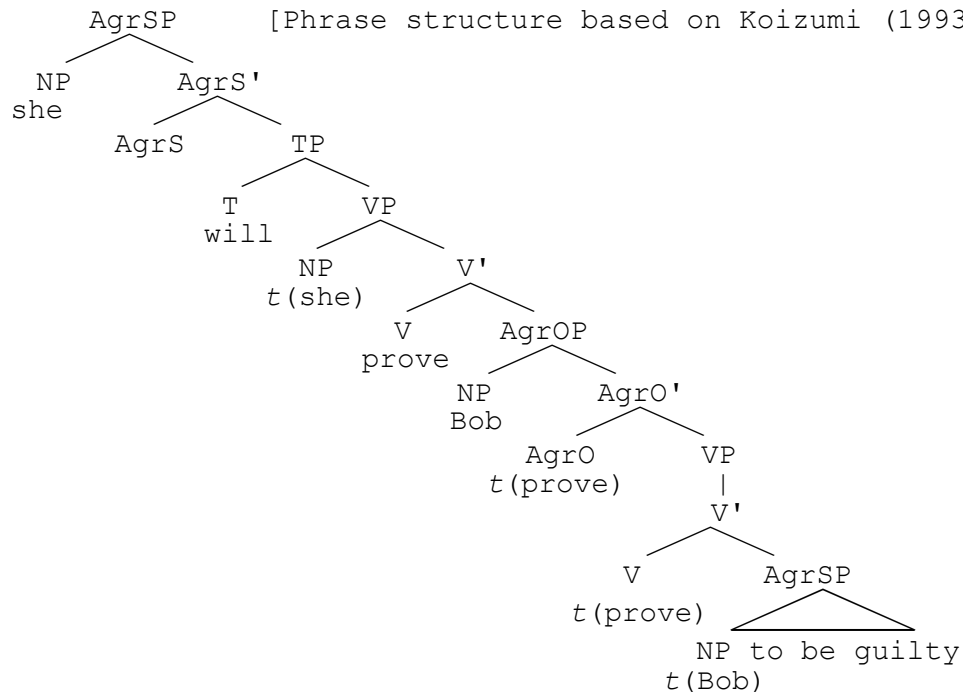 AgrSP [Phrase structure based on Koizumi (1993
NP AgrS'
she
AgrS TP
T VP
will
NP V'
t(she)
V AgrOP
prove
NP AgrO'
Bob
AgrO VP
t(prove) |
V'
V AgrSP
t(prove)
NP to be guilty
t(Bob)